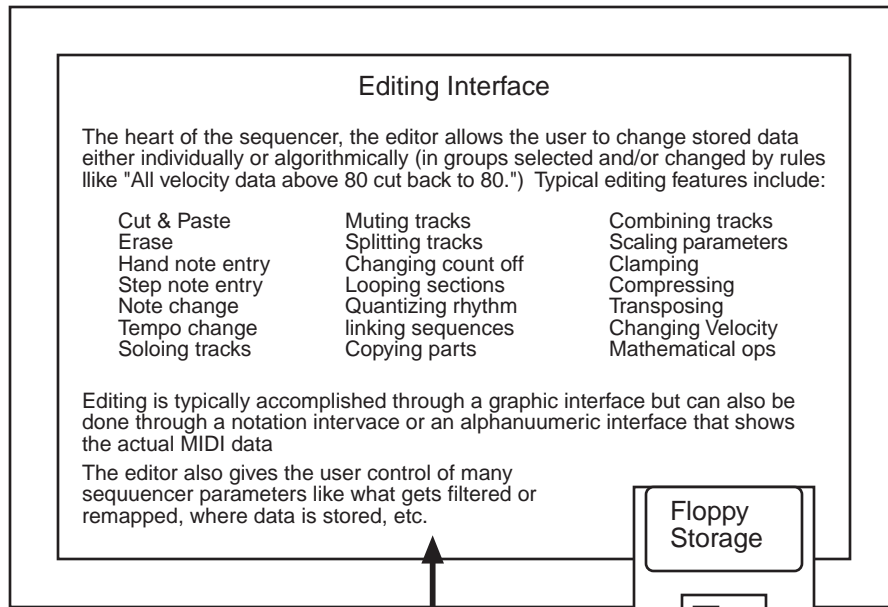 Editing Interface
The heart of the sequencer, the editor allows the user to change stored data
either individually or algorithmically (in groups selected and/or changed by rules
llike "All velocity data above 80 cut back to 80.") Typical editing features include:
Cut & Paste
Erase
Hand note entry
Step note entry
Note change
Tempo change
Soloing tracks
Muting tracks
Splitting tracks
Changing count off
Looping sections
Quantizing rhythm
linking sequences
Copying parts
Combining tracks
Scaling parameters
Clamping
Compressing
Transposing
Changing Velocity
Mathematical ops
Editing is typically accomplished through a graphic interface but can also be
done through a notation intervace or an alphanuumeric interface that shows
the actual MIDI data
The editor also gives the user control of many
sequuencer parameters like what gets filtered or
remapped, where data is stored, etc.
Floppy
Storage